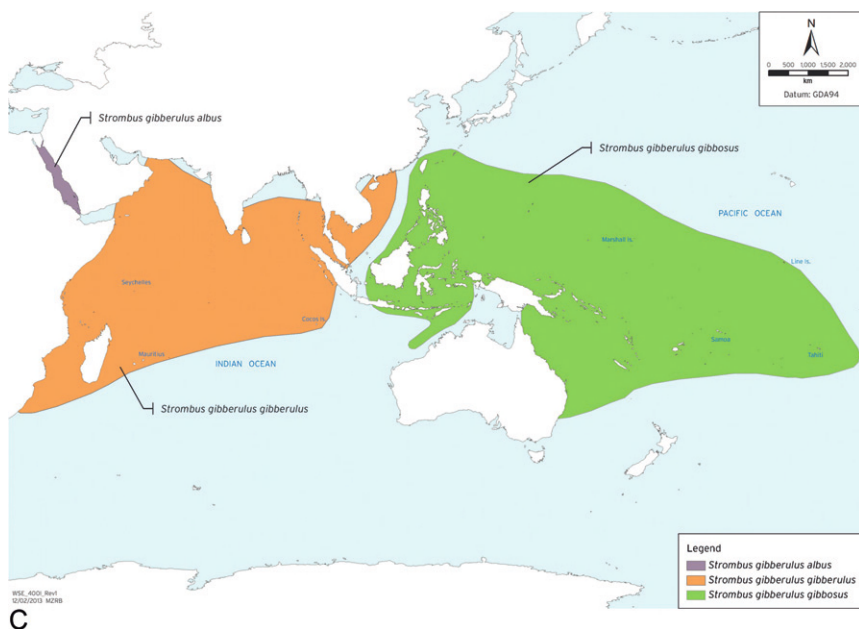 N
0 500 1,000 1,500 2,000
km
Datum: GDA94
Strombus gibberulus albus
Strombus gibberulus gibbosus
PACIFIC OCEAN
Marshall Is.
Line is.
Seychelles
Cocos Is.
Mauritius
INDIAN OCEAN
Samoa
Tahiti
Strombus gibberulus gibberulus
Legend
Strombus gibberulus albus
Strombus gibberulus gibberulus
Strombus gibberulus gibbosus
WSE_400I_Rev1
12/02/2013 MZRB
C